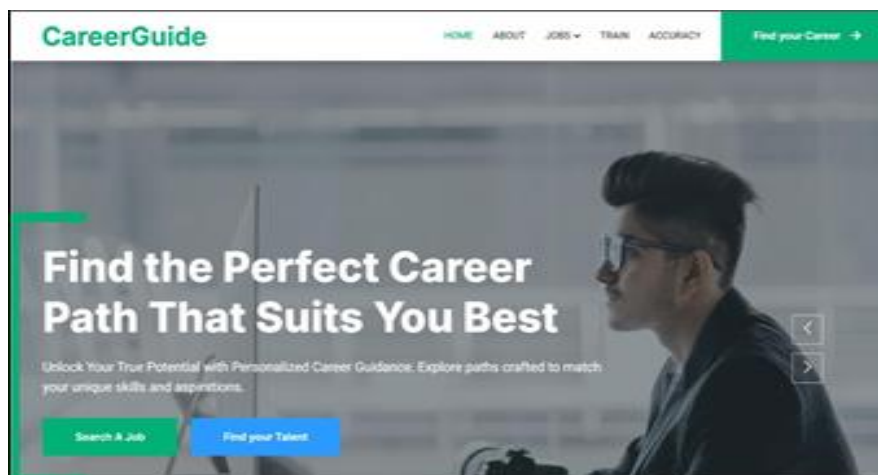 CareerGuide
HOME ABOUT JOBS TRAIN ACCURACY Find your Career →
Find the Perfect Career
Path That Suits You Best
Unlock Your True Potential with Personalized Career Guidance: Explore paths crafted to match
your unique skills and aspirations.
Search A Job Find your Talent